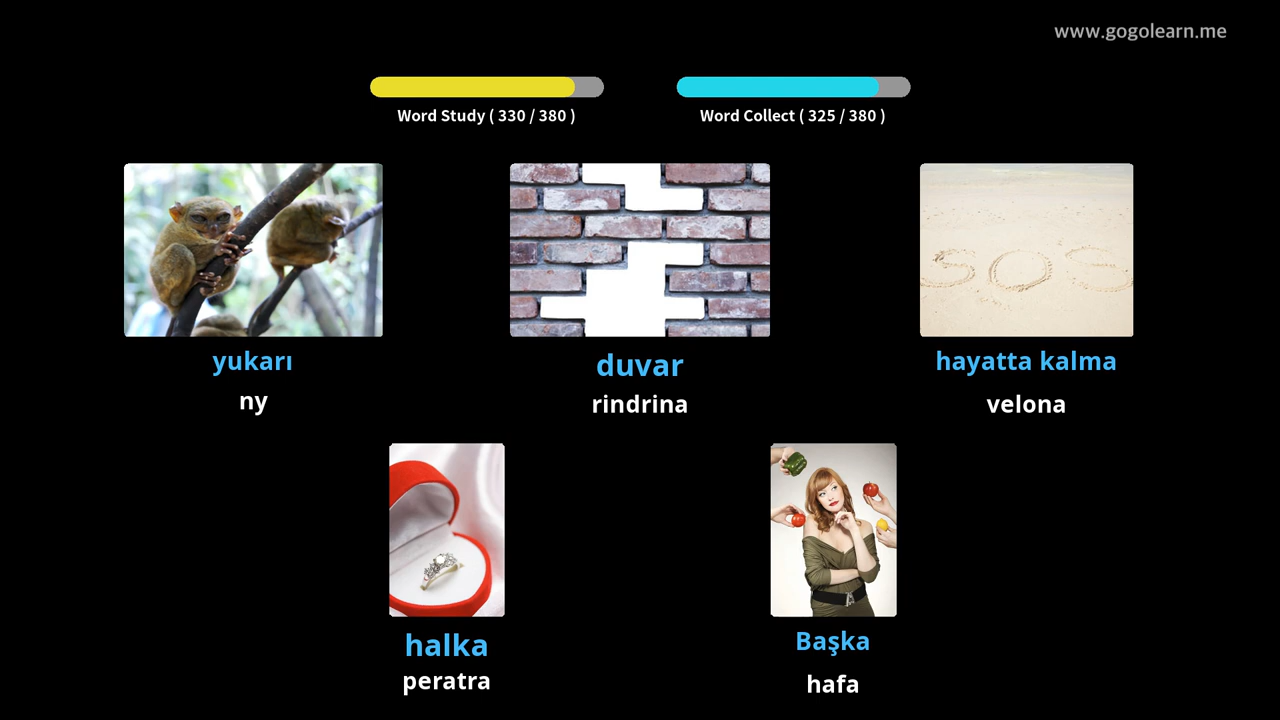 www.gogolearn.me
Word Study ( 330 / 380 )
Word Collect ( 325 / 380 )
SOS
yukarı
ny
duvar
rindrina
hayatta kalma
velona
halka
peratra
Başka
hafa